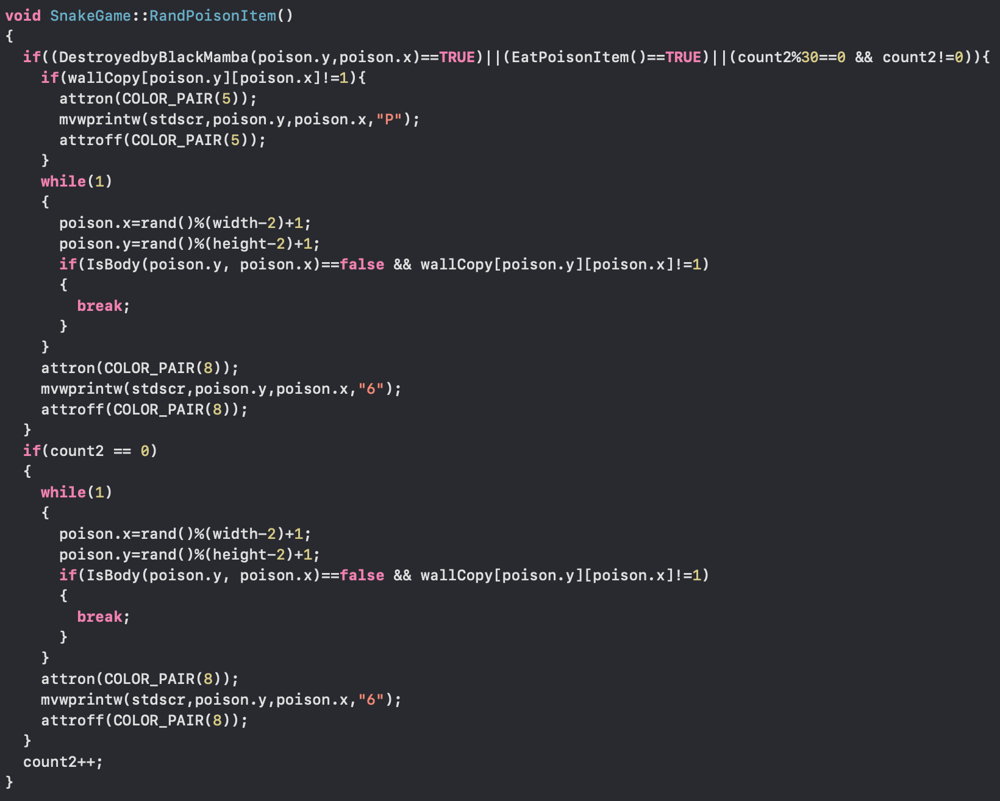 void SnakeGame::RandPoisonItem()
{
  if((DestroyedbyBlackMamba(poison.y,poison.x)==TRUE)||(EatPoisonItem()==TRUE)||(count2%30==0 && count2!=0)){
    if(wallCopy[poison.y][poison.x]!=1){
      attron(COLOR_PAIR(5));
      mvwprintw(stdscr,poison.y,poison.x,"P");
      attroff(COLOR_PAIR(5));
    }
    while(1)
    {
      poison.x=rand()%(width-2)+1;
      poison.y=rand()%(height-2)+1;
      if(IsBody(poison.y, poison.x)==false && wallCopy[poison.y][poison.x]!=1)
      {
        break;
      }
    }
    attron(COLOR_PAIR(8));
    mvwprintw(stdscr,poison.y,poison.x,"6");
    attroff(COLOR_PAIR(8));
  }
  if(count2 == 0)
  {
    while(1)
    {
      poison.x=rand()%(width-2)+1;
      poison.y=rand()%(height-2)+1;
      if(IsBody(poison.y, poison.x)==false && wallCopy[poison.y][poison.x]!=1)
      {
        break;
      }
    }
    attron(COLOR_PAIR(8));
    mvwprintw(stdscr,poison.y,poison.x,"6");
    attroff(COLOR_PAIR(8));
  }
  count2++;
}